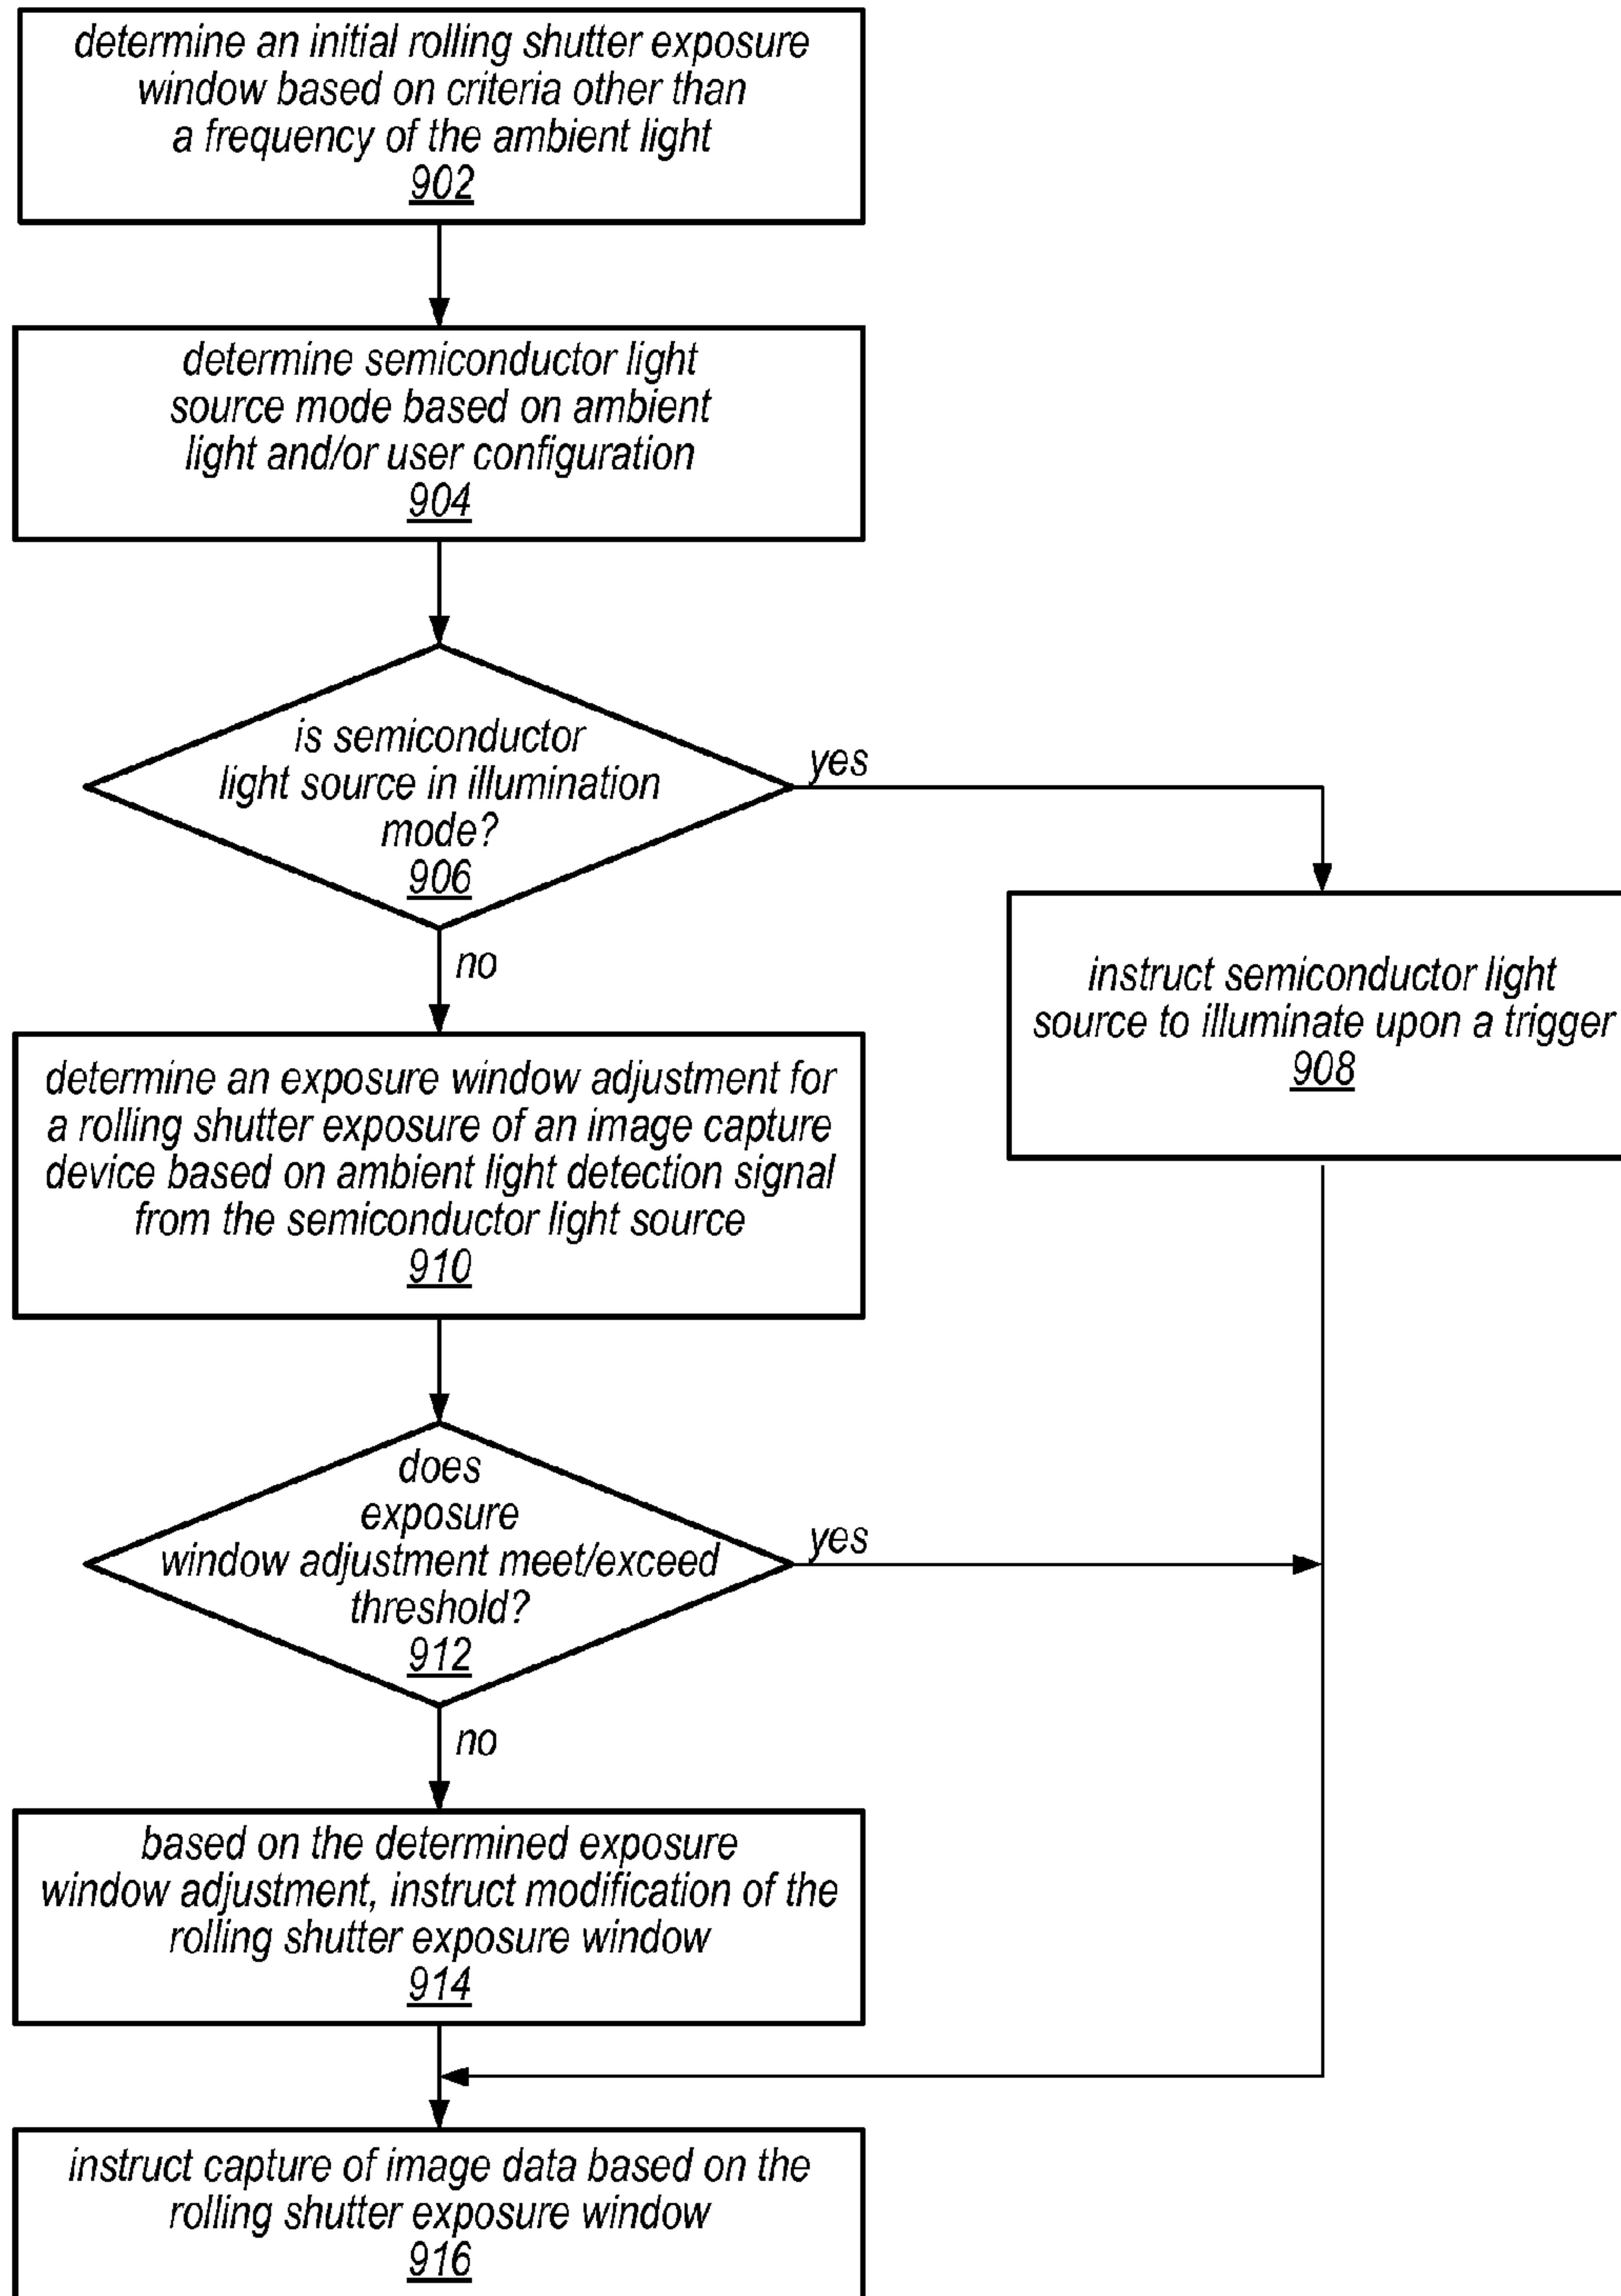 determine an initial rolling shutter exposure
window based on criteria other than
a frequency of the ambient light
902
determine semiconductor light
source mode based on ambient
light and/or user configuration
904
is semiconductor
light source in illumination
mode?
906
yes
no
instruct semiconductor light
source to illuminate upon a trigger
908
determine an exposure window adjustment for
a rolling shutter exposure of an image capture
device based on ambient light detection signal
from the semiconductor light source
910
does
exposure
window adjustment meet/exceed
threshold?
912
yes
no
based on the determined exposure
window adjustment, instruct modification of the
rolling shutter exposure window
914
instruct capture of image data based on the
rolling shutter exposure window
916